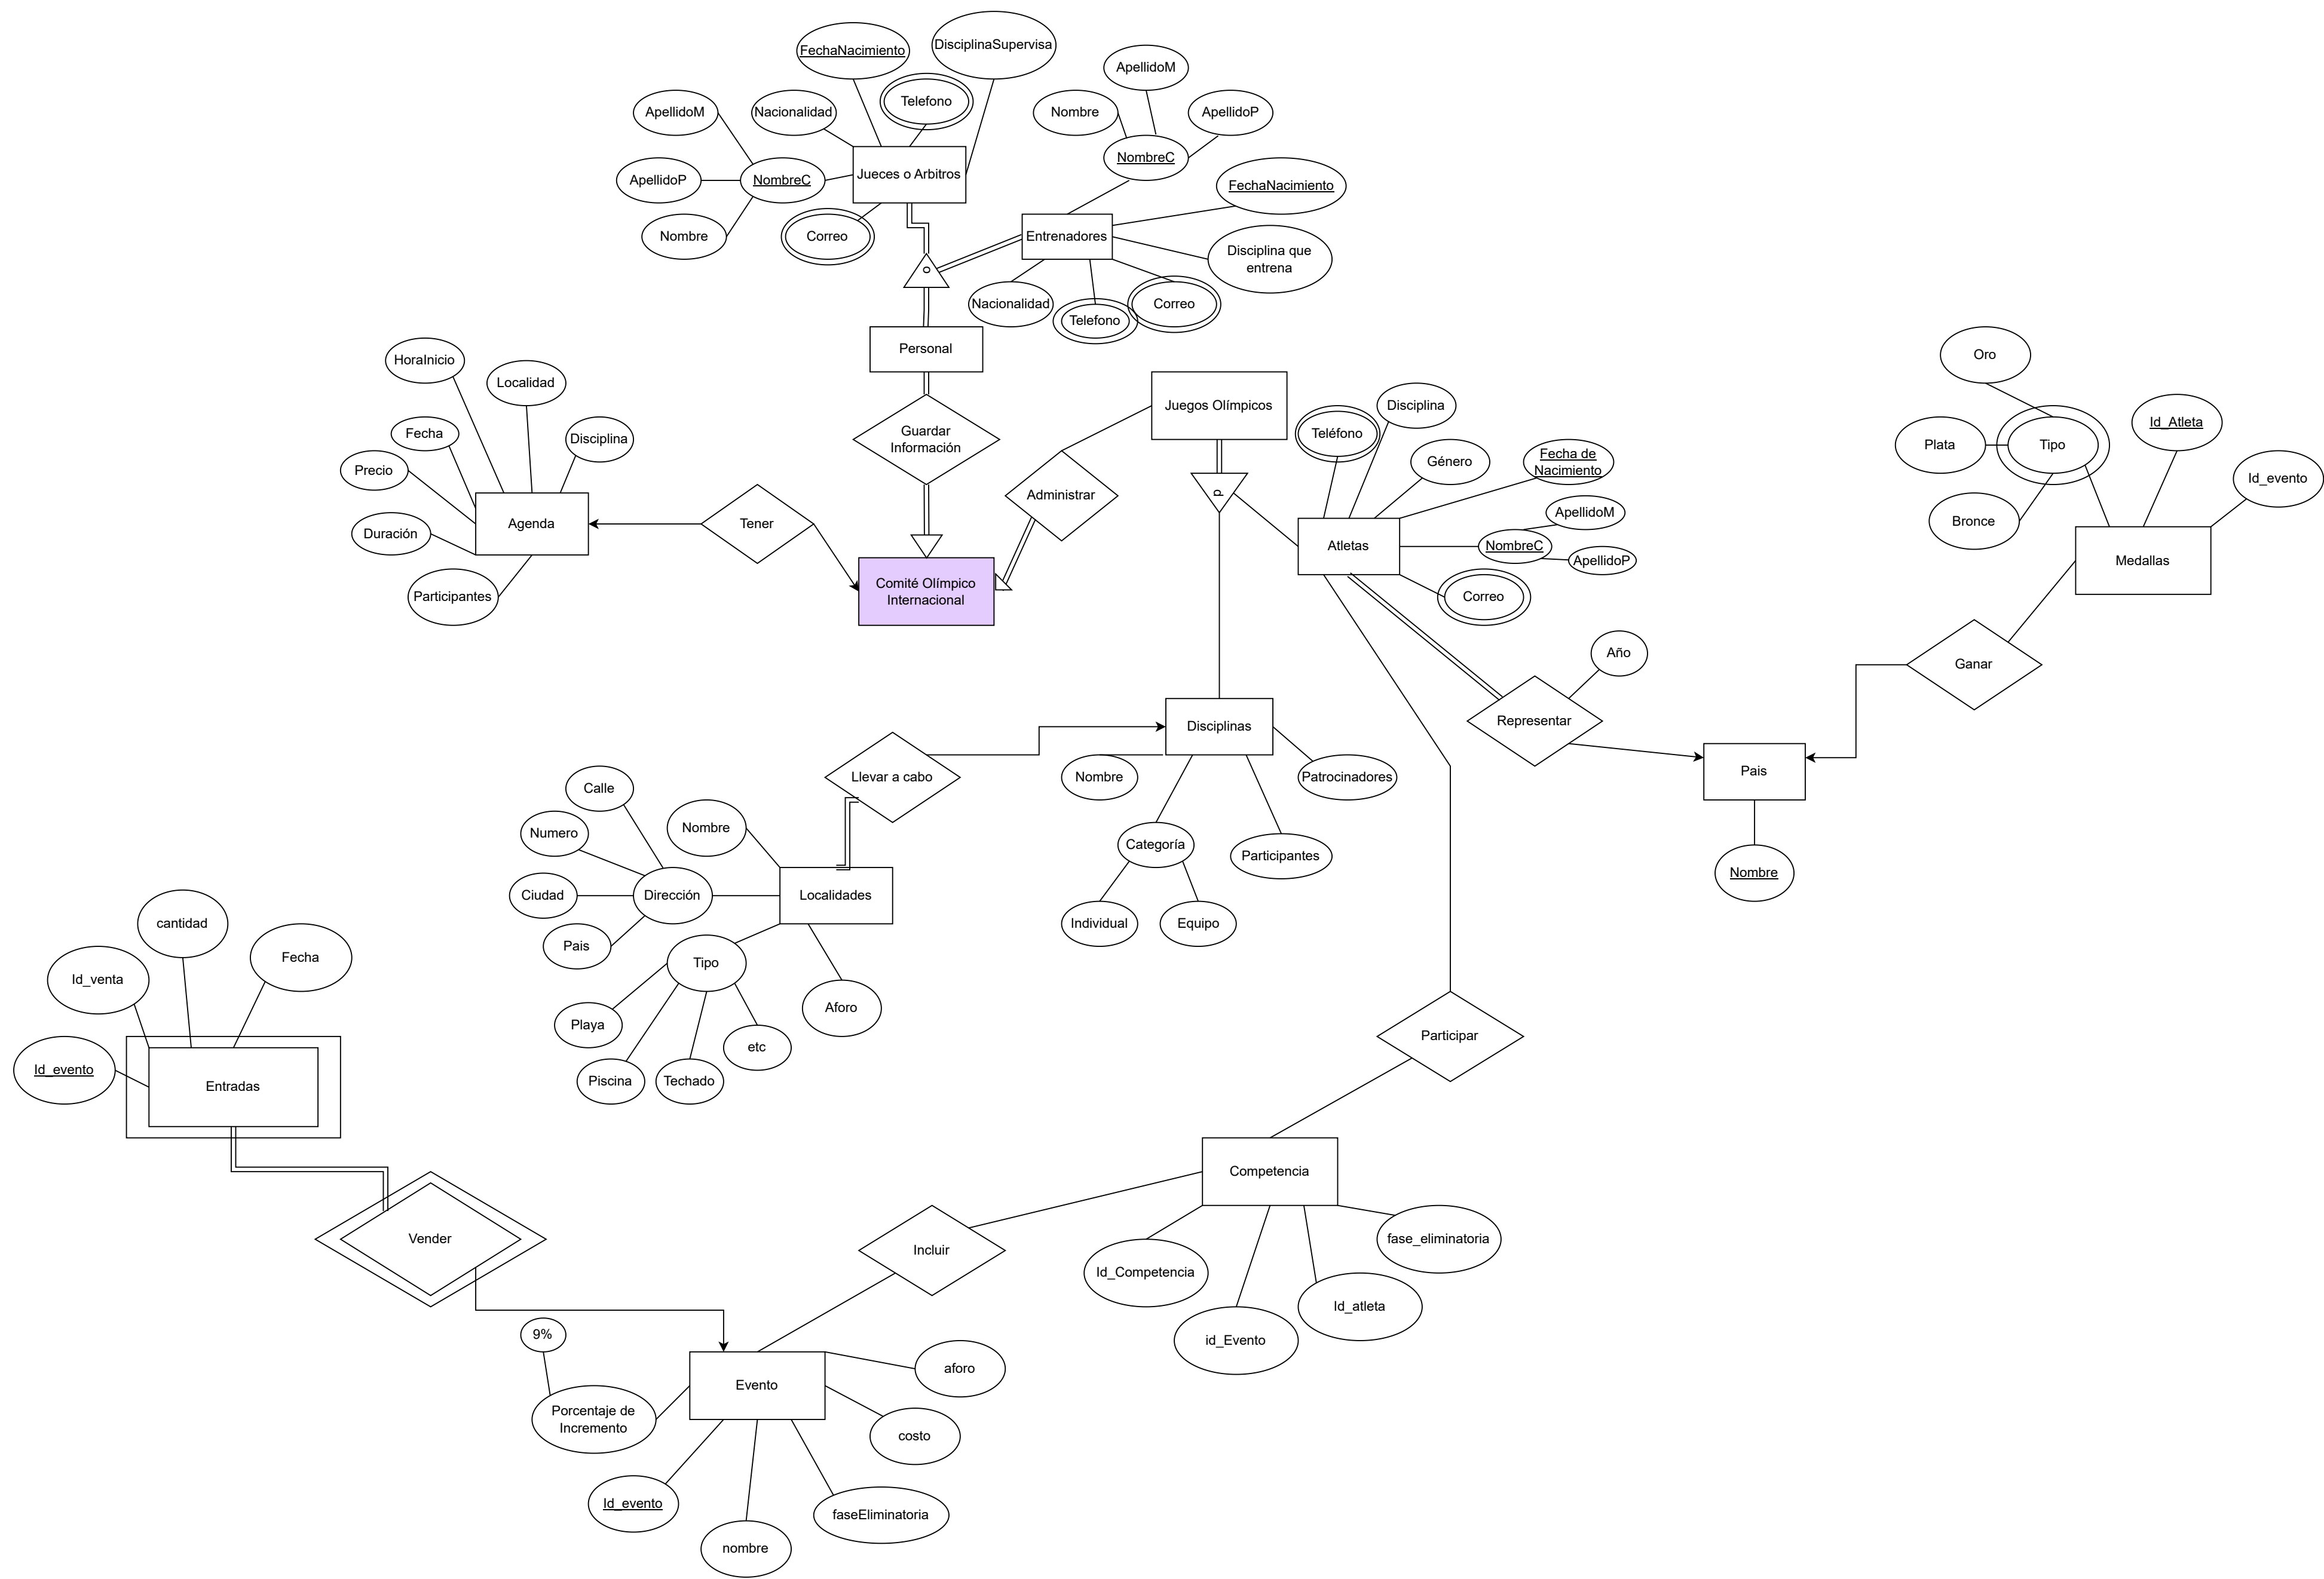 FechaNacimiento
DisciplinaSupervisa
ApellidoM
Nacionalidad
Telefono
ApellidoP
NombreC
Jueces o Arbitros
Nombre
Correo
ApellidoM
Nombre
ApellidoP
NombreC
FechaNacimiento
Entrenadores
Disciplina que
entrena
Nacionalidad
Telefono
Correo
o
Personal
HoraInicio
Localidad
Fecha
Disciplina
Precio
Agenda
Duración
Participantes
Guardar
Información
Tener
Comité Olímpico
Internacional
Administrar
Juegos Olímpicos
d
Teléfono
Disciplina
Género
Fecha de
Nacimiento
ApellidoM
Atletas
NombreC
ApellidoP
Correo
Oro
Plata
Tipo
Bronce
Id_Atleta
Id_evento
Medallas
Ganar
Año
Representar
Pais
Nombre
Disciplinas
Nombre
Patrocinadores
Categoría
Participantes
Individual
Equipo
Llevar a cabo
Calle
Numero
Nombre
Ciudad
Dirección
Localidades
Pais
Tipo
Aforo
Playa
etc
Piscina
Techado
cantidad
Id_venta
Fecha
Id_evento
Entradas
Vender
Participar
Competencia
Incluir
Id_Competencia
fase_eliminatoria
Id_atleta
id_Evento
9%
Porcentaje de
Incremento
Evento
aforo
costo
Id_evento
faseEliminatoria
nombre